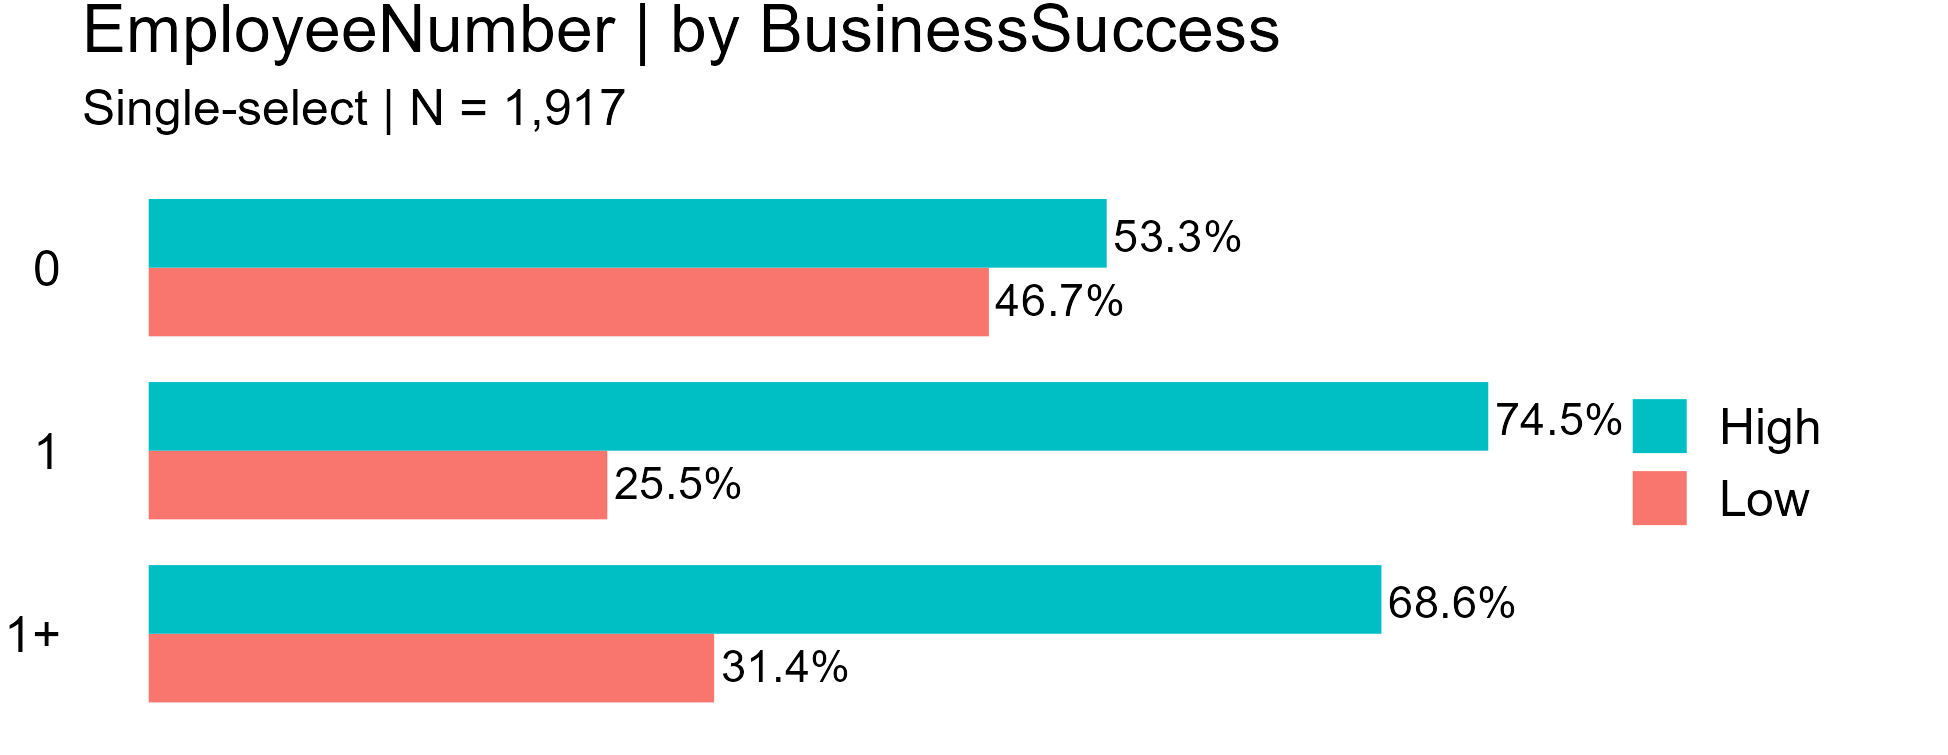 EmployeeNumber | by BusinessSuccess
Single-select | N = 1,917
0
53.3%
46.7%
1
74.5%
25.5%
High
Low
1+
68.6%
31.4%